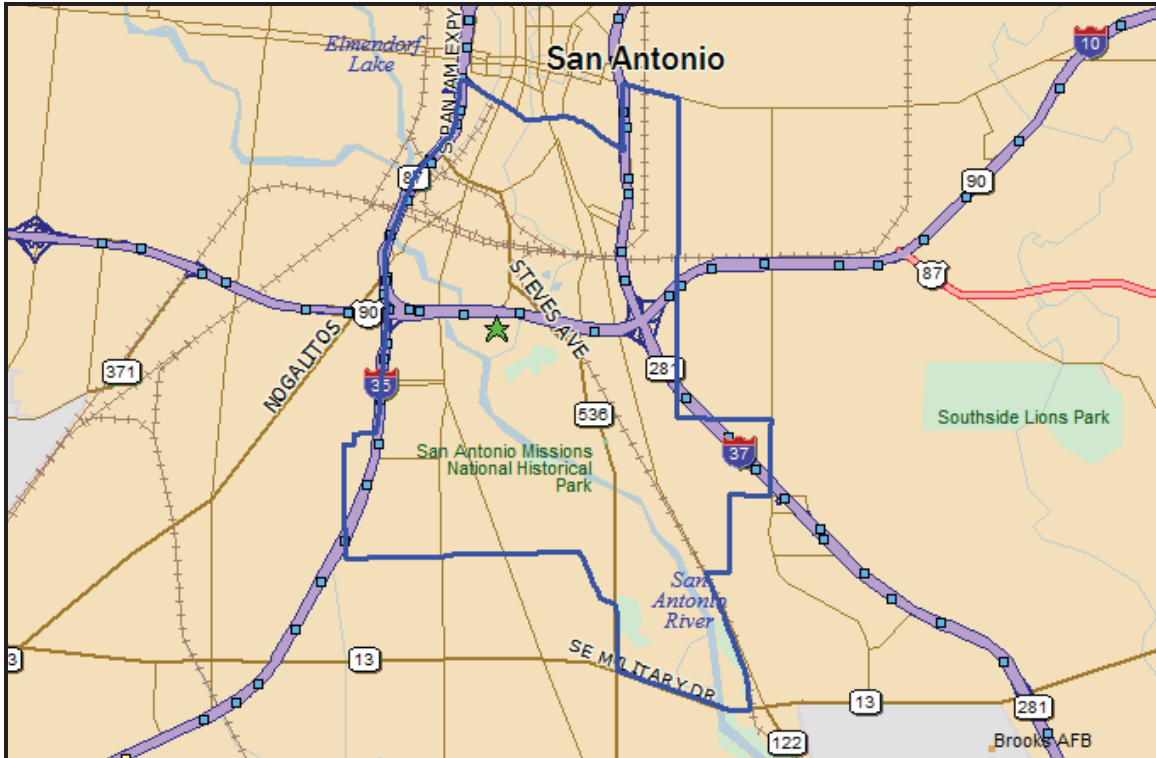 Elmendorf
Lake
S PAN AM EXPY
San Antonio
10
87
90
STEVES AVE
87
90
NOGALITOS
371
35
281
536
Southside Lions Park
San Antonio Missions
National Historical
Park
37
San
Antonio
River
SE MILITARY DR
3
13
13
281
122
Brooks AFB